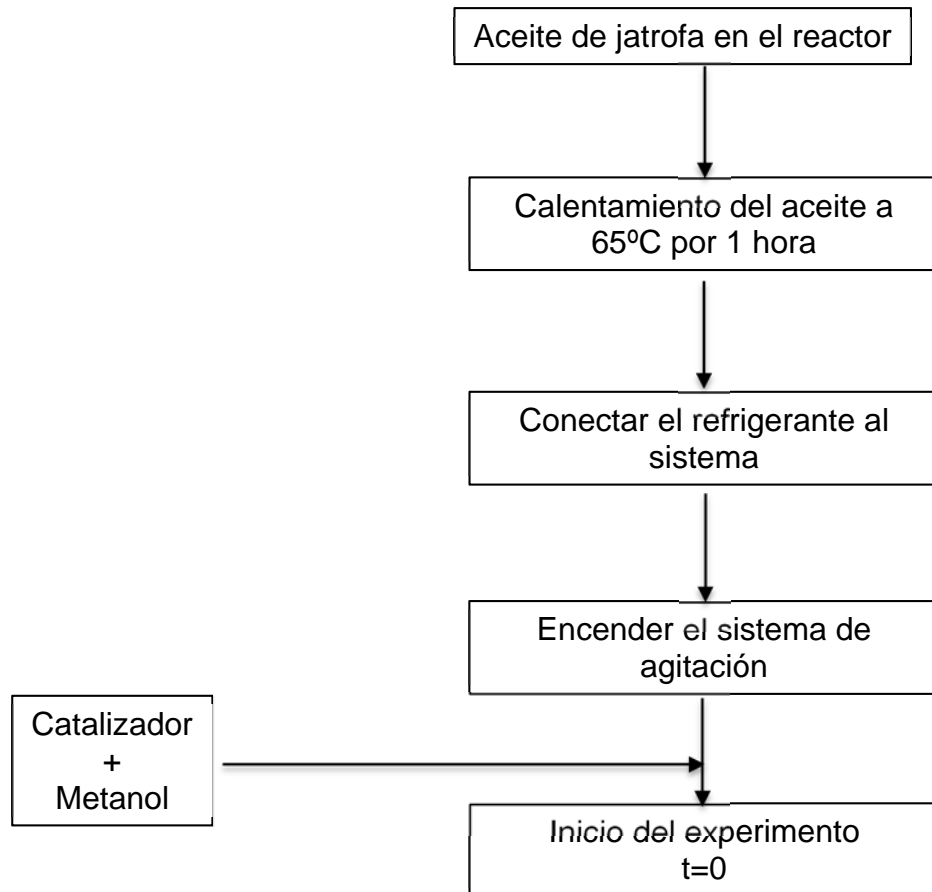 Aceite de jatrofa en el reactor
Calentamiento del aceite a
65ºC por 1 hora
Conectar el refrigerante al
sistema
Encender el sistema de
agitación
Catalizador
+
Metanol
Inicio del experimento
t=0